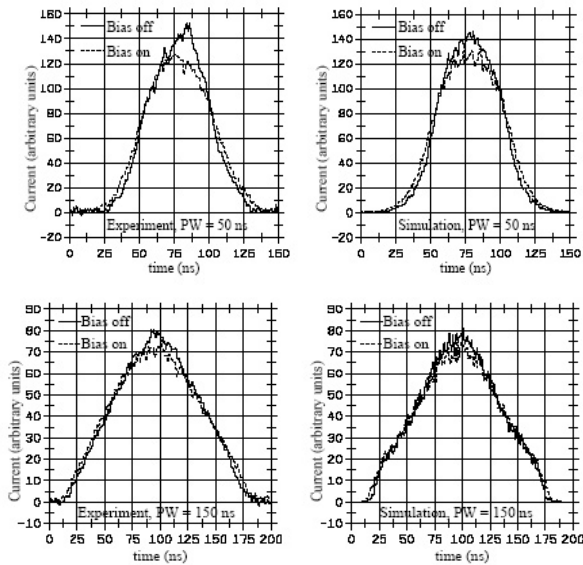 160
140
120
100
80
60
40
20
0
-20
Current (arbitrary units)
Bias off
Bias on
Experiment, PW = 50 ns
0 25 50 75 100 125 150
time (ns)
160
140
120
100
80
60
40
20
0
-20
Current (arbitrary units)
Bias off
Bias on
Simulation, PW = 50 ns
0 25 50 75 100 125 150
time (ns)
90
80
70
60
50
40
30
20
10
0
-10
Current (arbitrary units)
Bias off
Bias on
Experiment, PW = 150 ns
0 25 50 75 100 125 150 175 200
time (ns)
90
80
70
60
50
40
30
20
10
0
-10
Current (arbitrary units)
Bias off
Bias on
Simulation, PW = 150 ns
0 25 50 75 100 125 150 175 200
time (ns)